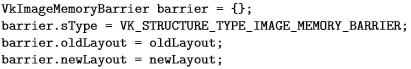 VkImageMemoryBarrier barrier = {};
barrier.sType = VK_STRUCTURE_TYPE_IMAGE_MEMORY_BARRIER;
barrier.oldLayout = oldLayout;
barrier.newLayout = newLayout;